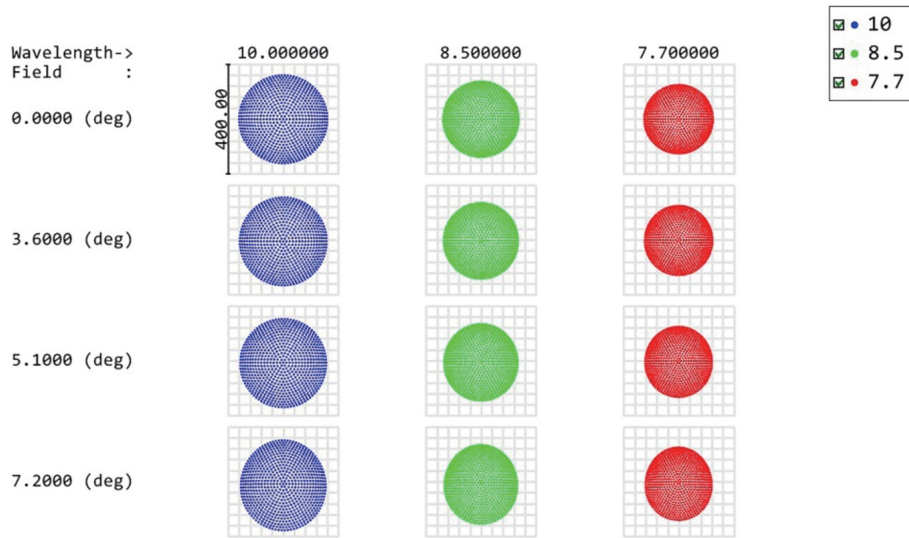 Wavelength-> 10.000000 8.500000 7.700000
Field :
400.00
0.0000 (deg)
3.6000 (deg)
5.1000 (deg)
7.2000 (deg)
10
8.5
7.7